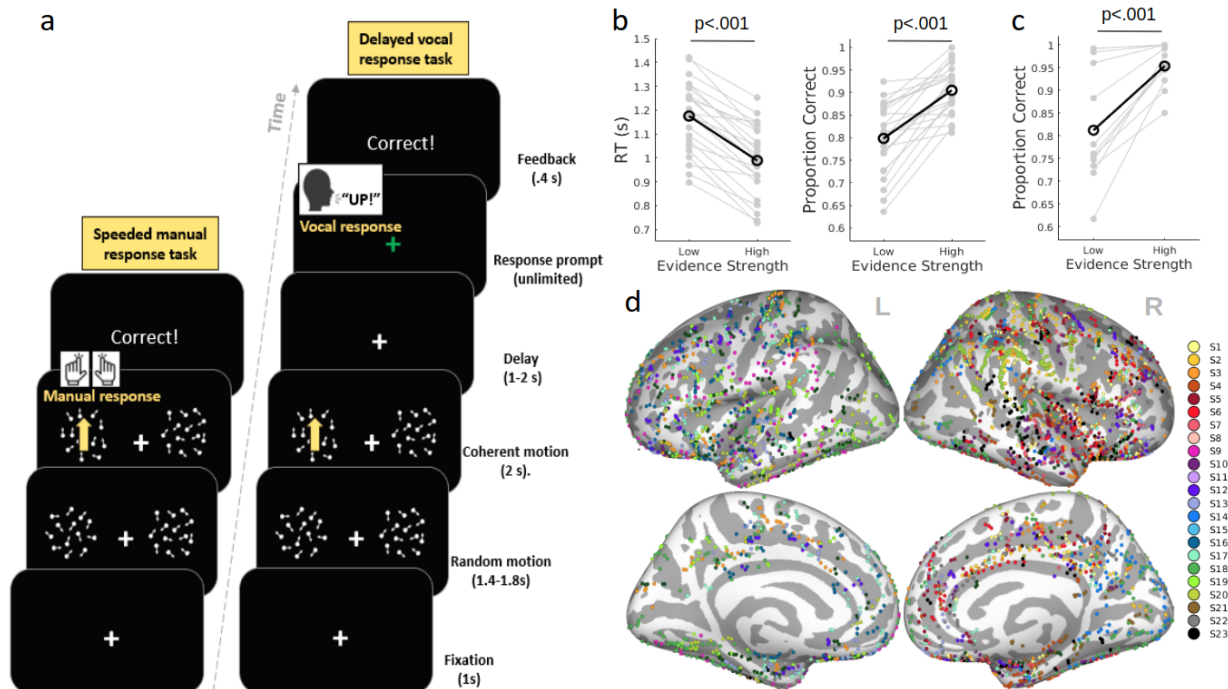 a
Delayed vocal
response task
Time
Correct!
Feedback
(.4 s)
“UP!”
Vocal response
Response prompt
(unlimited)
Delay
(1-2 s)
Coherent motion
(2 s).
Random motion
(1.4-1.8s)
Fixation
(1s)
Speeded manual
response task
Correct!
Manual response
b
p<.001
1.5
1.4
1.3
1.2
1.1
1
0.9
0.8
0.7
RT (s)
Low High
Evidence Strength
p<.001
1
0.95
0.9
0.85
0.8
0.75
0.7
0.65
0.6
Proportion Correct
Low High
Evidence Strength
c
p<.001
1
0.95
0.9
0.85
0.8
0.75
0.7
0.65
0.6
Proportion Correct
Low High
Evidence Strength
d
L
R
S1
S2
S3
S4
S5
S6
S7
S8
S9
S10
S11
S12
S13
S14
S15
S16
S17
S18
S19
S20
S21
S22
S23